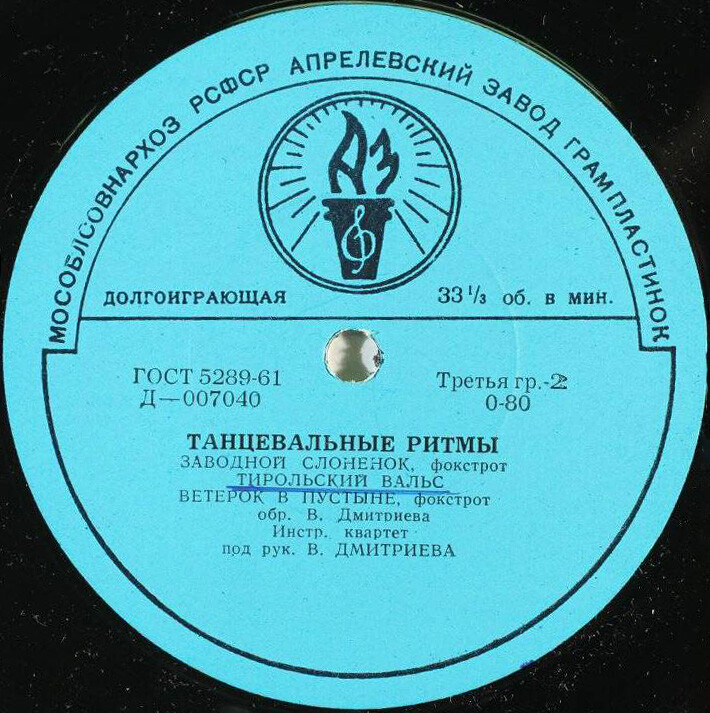 МОСОБЛСОВНАРХОЗ РСФСР АПРЕЛЕВСКИЙ ЗАВОД ГРАМПЛАСТИНОК
АЗ
ДОЛГОИГРАЮЩАЯ 33 1/3 об. в мин.
ГОСТ 5289-61 Третья гр.-2
Д—007040 0-80
ТАНЦЕВАЛЬНЫЕ РИТМЫ
ЗАВОДНОЙ СЛОНЕНОК, фокстрот
ТИРОЛЬСКИЙ ВАЛЬС
ВЕТЕРОК В ПУСТЫНЕ, фокстрот
обр. В. Дмитриева
Инстр. квартет
под рук. В. ДМИТРИЕВА